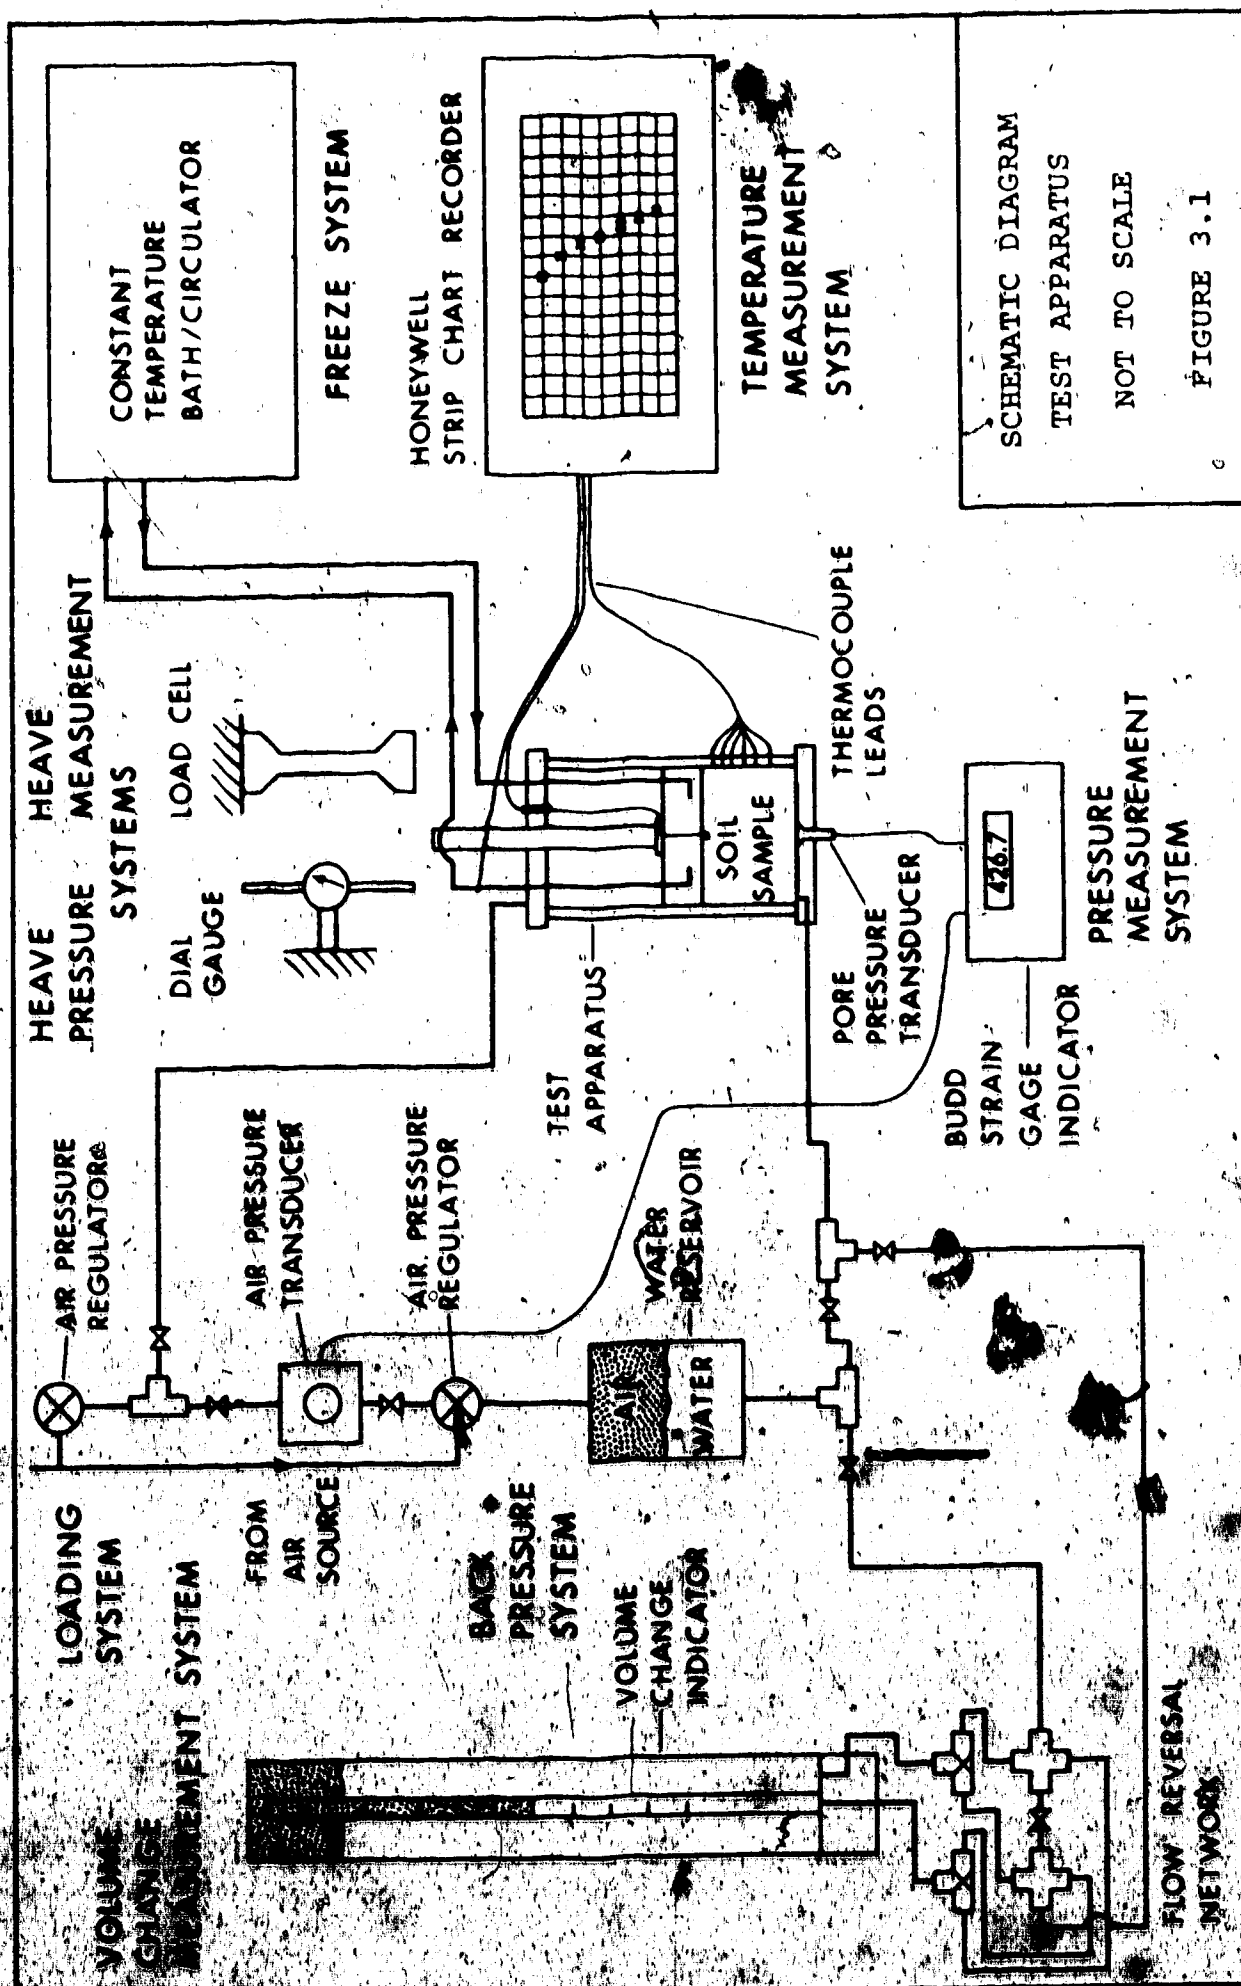 VOLUME
CHANGE
MEASUREMENT SYSTEM
LOADING
SYSTEM
AIR PRESSURE
REGULATOR
HEAVE
PRESSURE
HEAVE
MEASUREMENT
SYSTEMS
DIAL
GAUGE
LOAD CELL
CONSTANT
TEMPERATURE
BATH/CIRCULATOR
FREEZE SYSTEM
FROM
AIR
SOURCE
AIR PRESSURE
TRANSDUCER
AIR PRESSURE
REGULATOR
HONEYWELL
STRIP CHART RECORDER
BACK
PRESSURE
SYSTEM
VOLUME
CHANGE
INDICATOR
AIR
WATER
WATER
RESERVOIR
TEST
APPARATUS
SOIL
SAMPLE
TEMPERATURE
MEASUREMENT
SYSTEM
THERMOCOUPLE
LEADS
PORE
PRESSURE
TRANSDUCER
BUDD
STRAIN
GAGE
INDICATOR
426.7
PRESSURE
MEASUREMENT
SYSTEM
FLOW REVERSAL
NETWORK
SCHEMATIC DIAGRAM
TEST APPARATUS
NOT TO SCALE
FIGURE 3.1